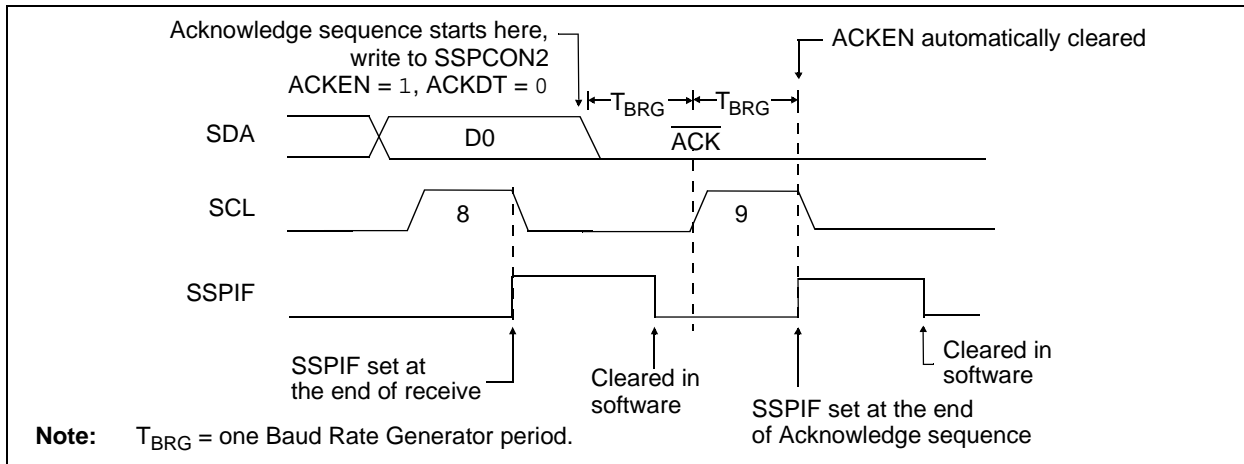 Acknowledge sequence starts here,
write to SSPCON2
ACKEN = 1, ACKDT = 0
ACKEN automatically cleared
TBRG
TBRG
SDA
D0
ACK
SCL
8
9
SSPIF
SSPIF set at
the end of receive
Cleared in
software
SSPIF set at the end
of Acknowledge sequence
Cleared in
software
Note: TBRG = one Baud Rate Generator period.